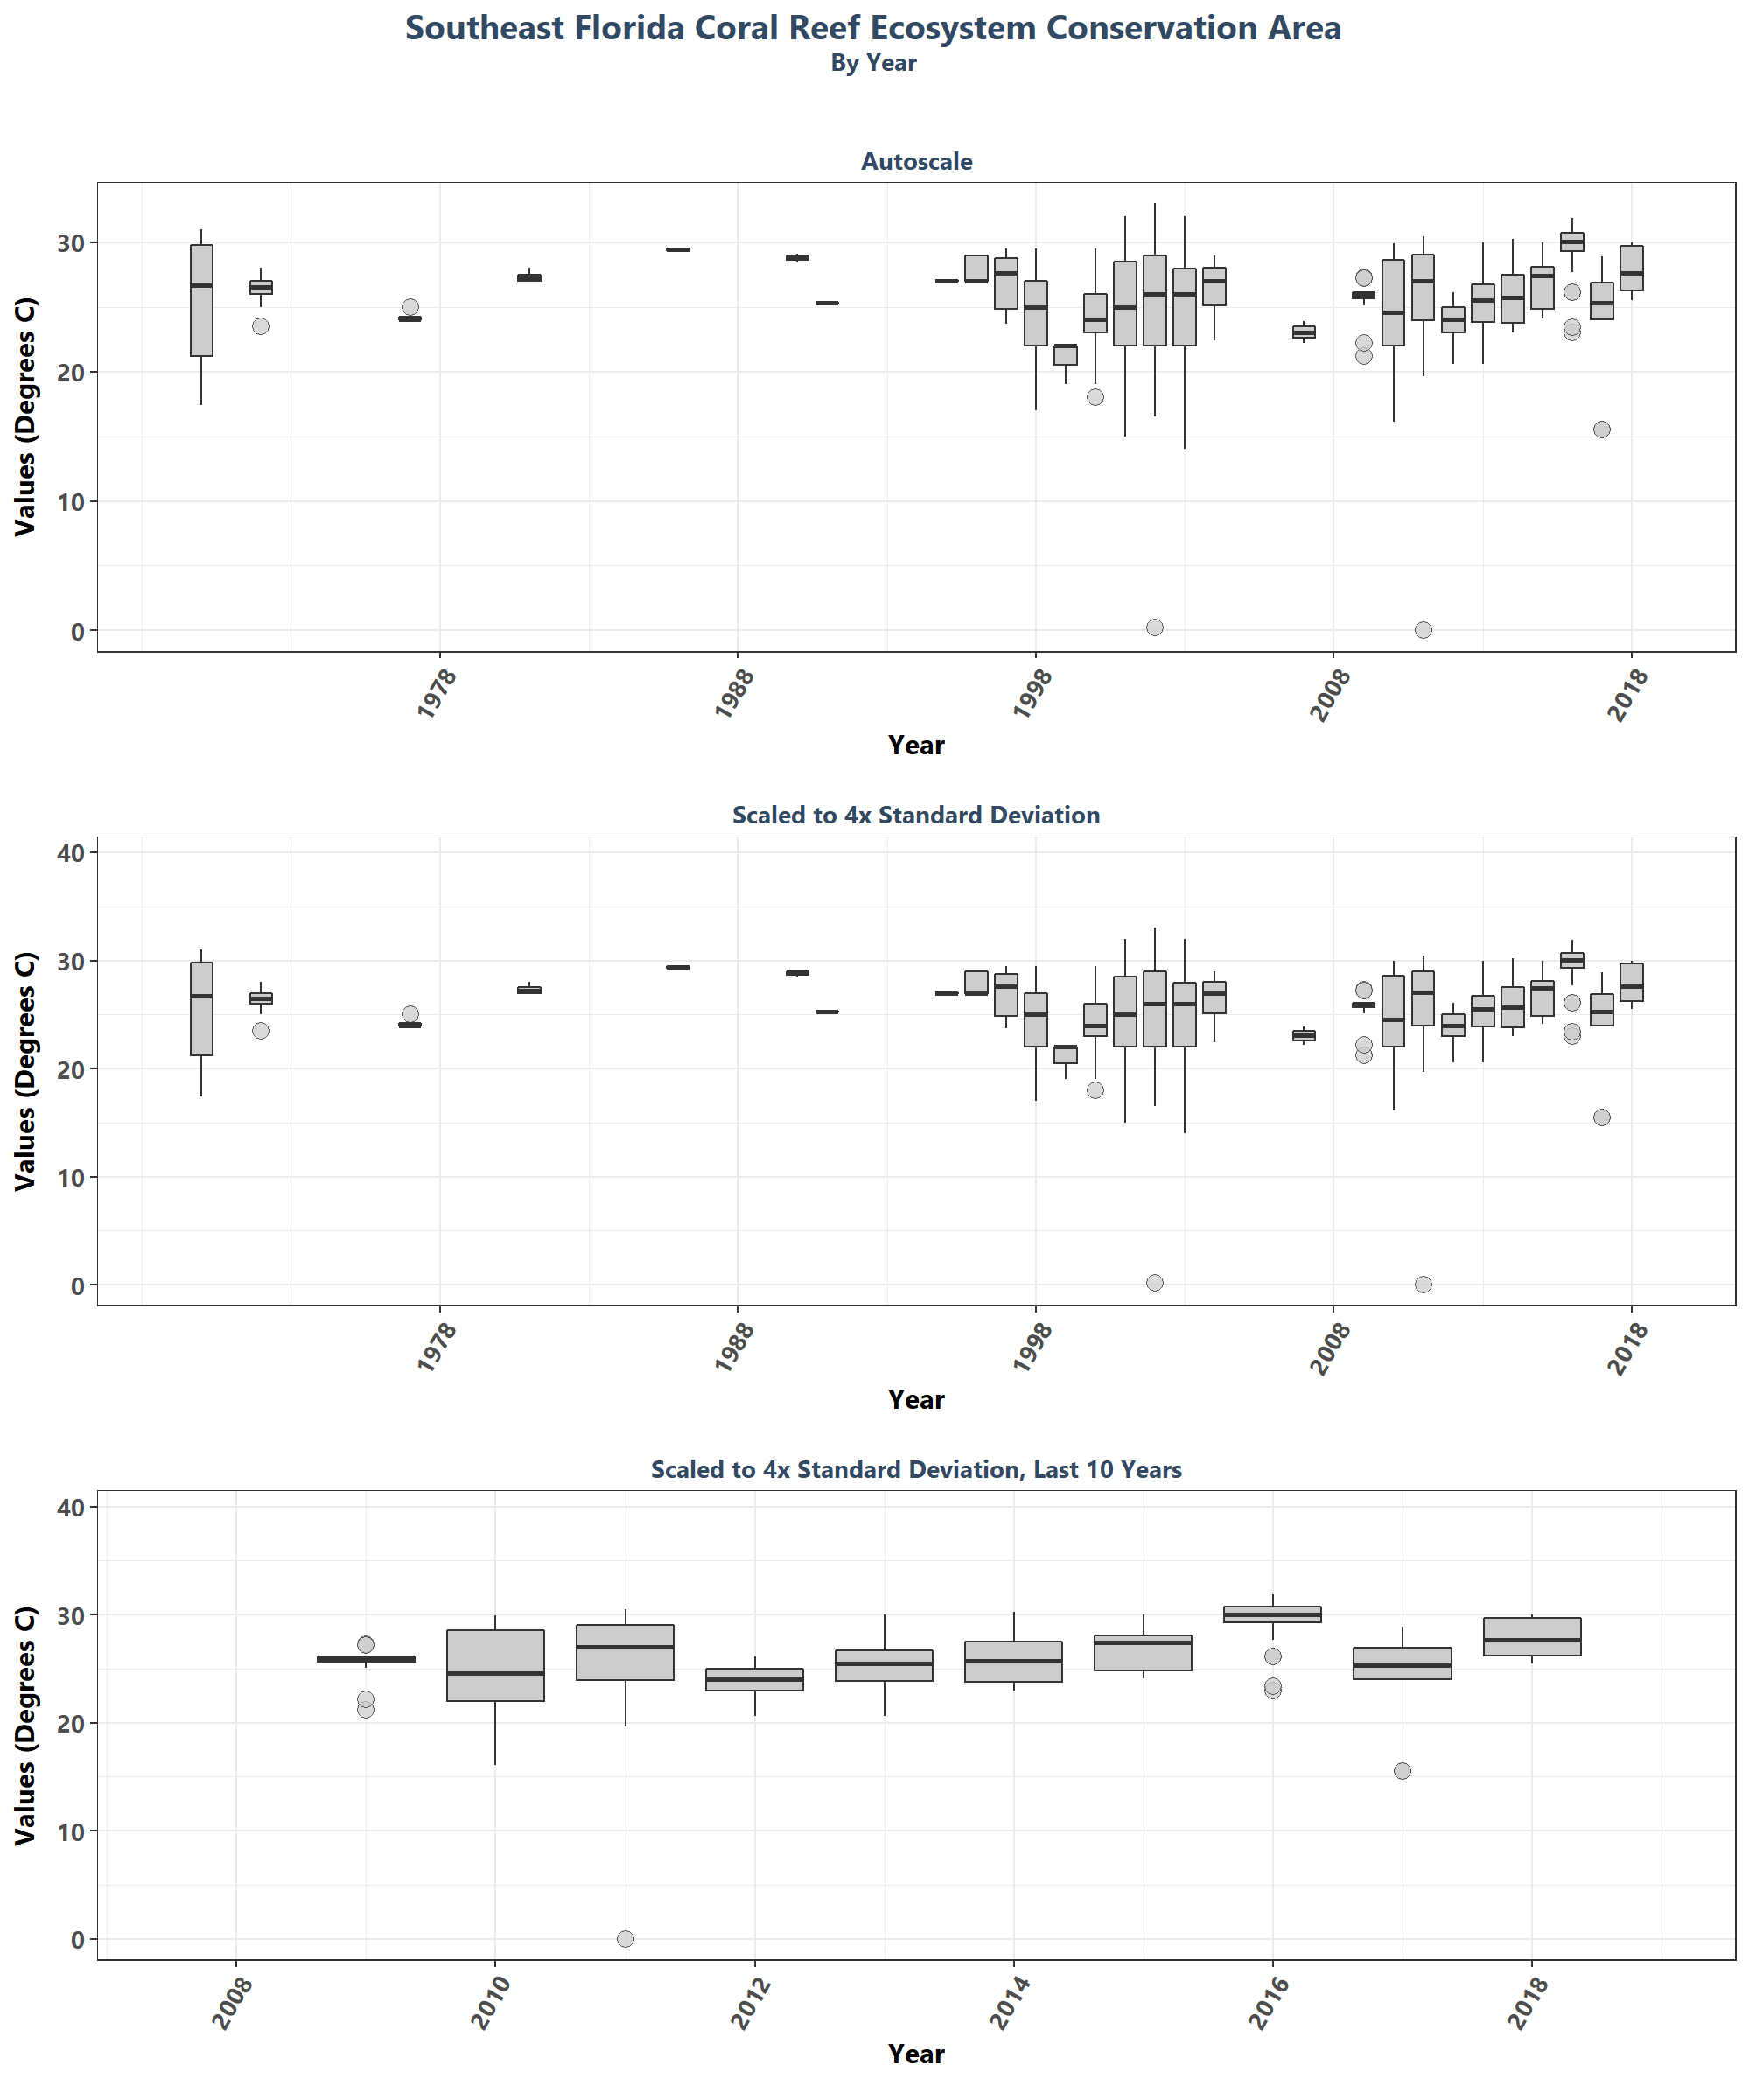 Southeast Florida Coral Reef Ecosystem Conservation Area
By Year
Autoscale
Values (Degrees C)
30
20
10
0
1978
1988
1998
2008
2018
Year
Scaled to 4x Standard Deviation
Values (Degrees C)
40
30
20
10
0
1978
1988
1998
2008
2018
Year
Scaled to 4x Standard Deviation, Last 10 Years
Values (Degrees C)
40
30
20
10
0
2008
2010
2012
2014
2016
2018
Year